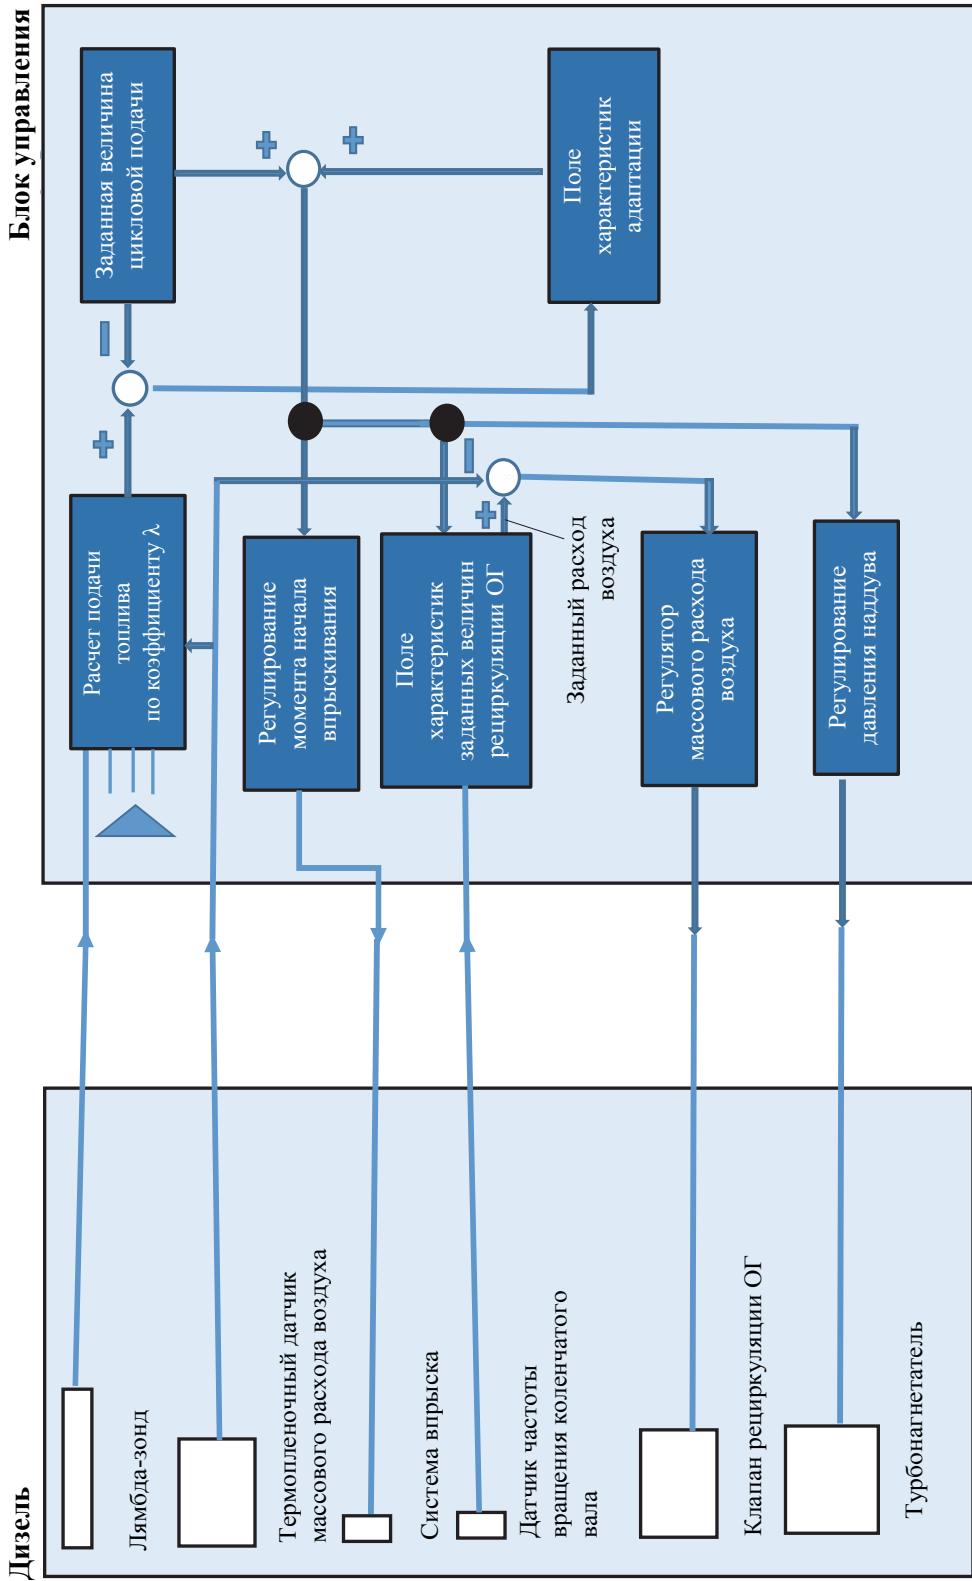 Дизель
Блок управления
Лямбда-зонд
Термопленочный датчик
массового расхода воздуха
Система впрыска
Датчик частоты
вращения коленчатого
вала
Клапан рециркуляции ОГ
Турбонагнетатель
Расчет подачи
топлива
по коэффициенту λ
Заданная величина
цикловой подачи
+
−
+
+
Регулирование
момента начала
впрыскивания
Поле
характеристик
заданных величин
рециркуляции ОГ
+
−
Заданный расход
воздуха
Поле
характеристик
адаптации
Регулятор
массового расхода
воздуха
Регулирование
давления наддува